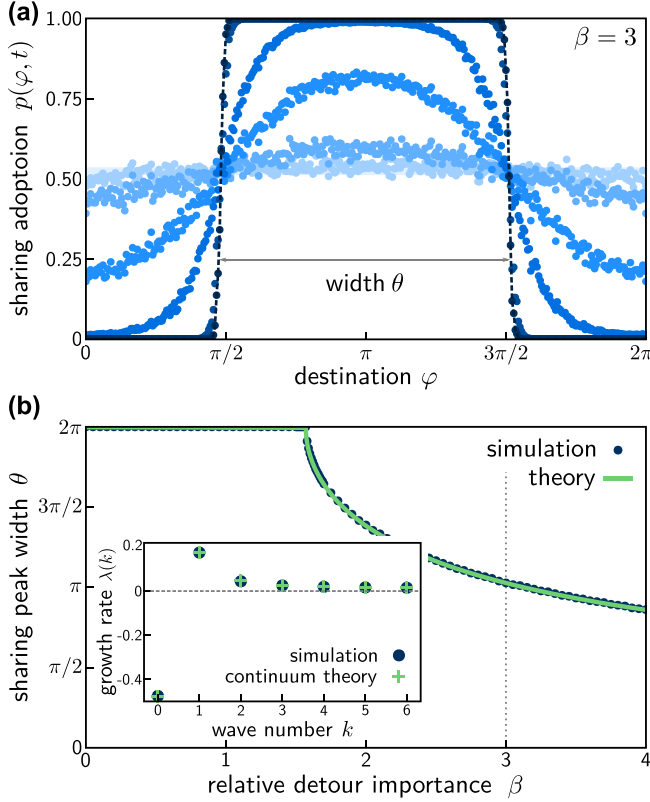 (a)
1.00
0.75
0.50
0.25
0
sharing adoptoion p(φ, t)
β = 3
width θ
0
π/2
π
3π/2
2π
destination φ
(b)
2π
3π/2
π
π/2
0
sharing peak width θ
simulation
theory
0.2
0
-0.2
-0.4
growth rate λ(k)
simulation
continuum theory
0 1 2 3 4 5 6
wave number k
0 1 2 3 4
relative detour importance β